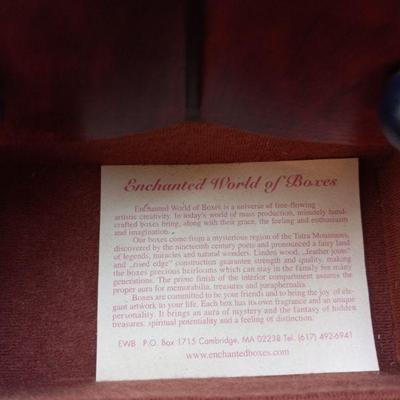 Enchanted World of Boxes
Enchanted World of Boxes is a universe of free-flowing
artistic creativity. In today's world of mass production, minutely hand-
crafted boxes bring, along with their grace, the feeling and enthusiasm
and imagination.
Our boxes come from a mysterious region of the Tatra Mountains,
discovered by the nineteenth century poets and pronounced a fairy land
of legends, miracles and natural wonders. Linden wood, „feather joints"
and „rised edge" construction guarantee strength and quality, making
the boxes precious heirlooms which can stay in the family for many
generations. The prime finish of the interior compartment assures the
proper aura for memorabilia, treasures and paraphernalia.
Boxes are committed to be your friends and to bring the joy of ele-
gant artwork to your life. Each box has its own fragrance and an unique
personality. It brings an aura of mystery and the fantasy of hidden
treasures, spiritual potentiality and a feeling of distinction.
EWB P.O. Box 1715 Cambridge, MA 02238 Tel. (617) 492-6941
www.enchantedboxes.com